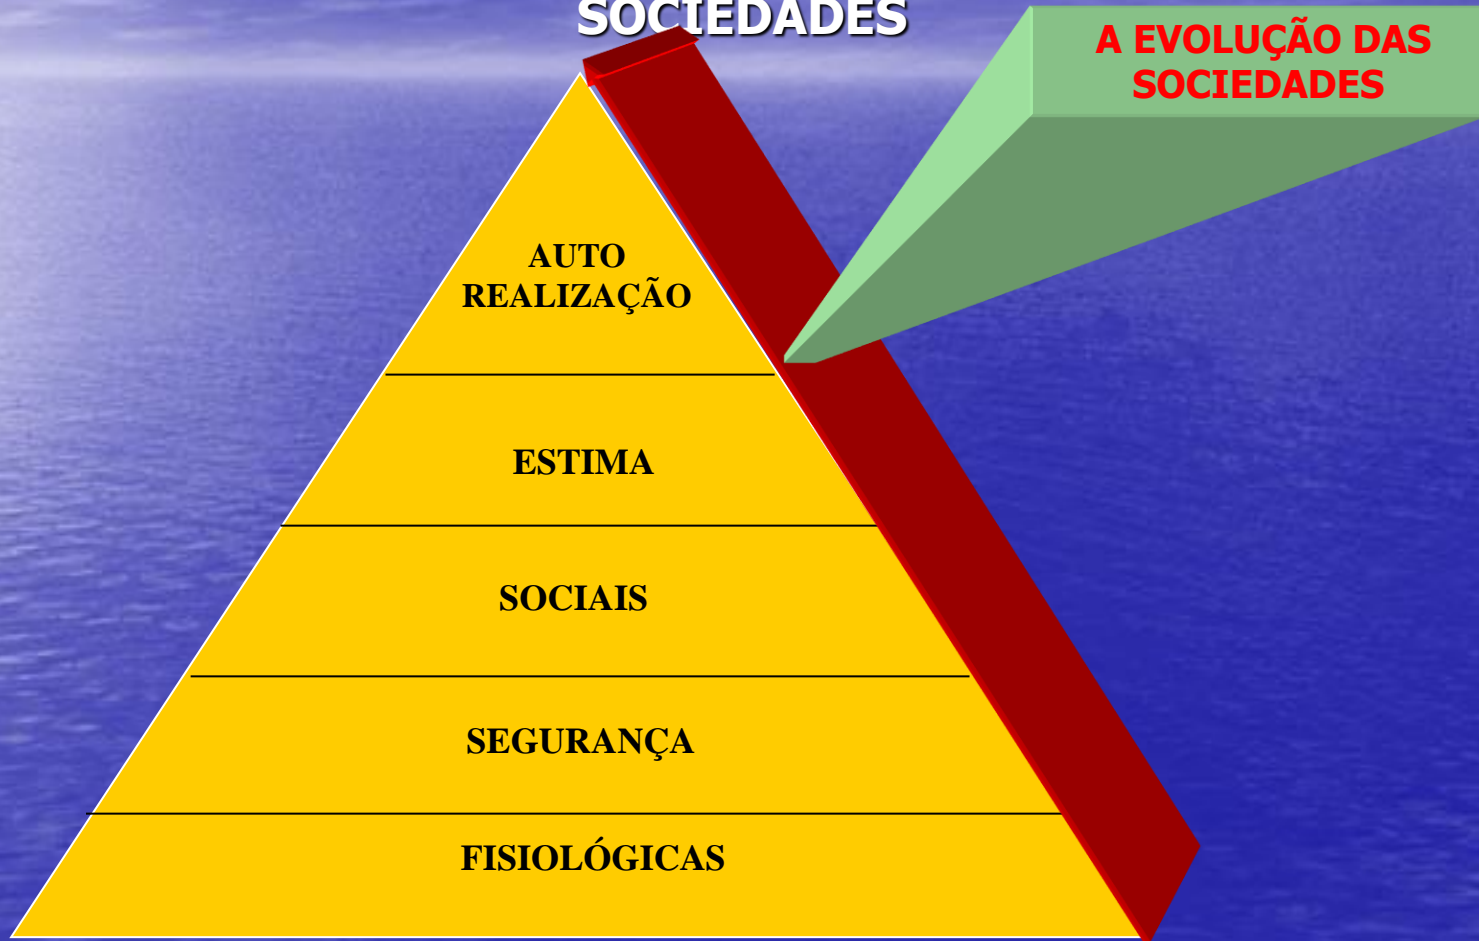 SOCIEDADES
A EVOLUÇÃO DAS
SOCIEDADES
AUTO
REALIZAÇÃO
ESTIMA
SOCIAIS
SEGURANÇA
FISIOLÓGICAS